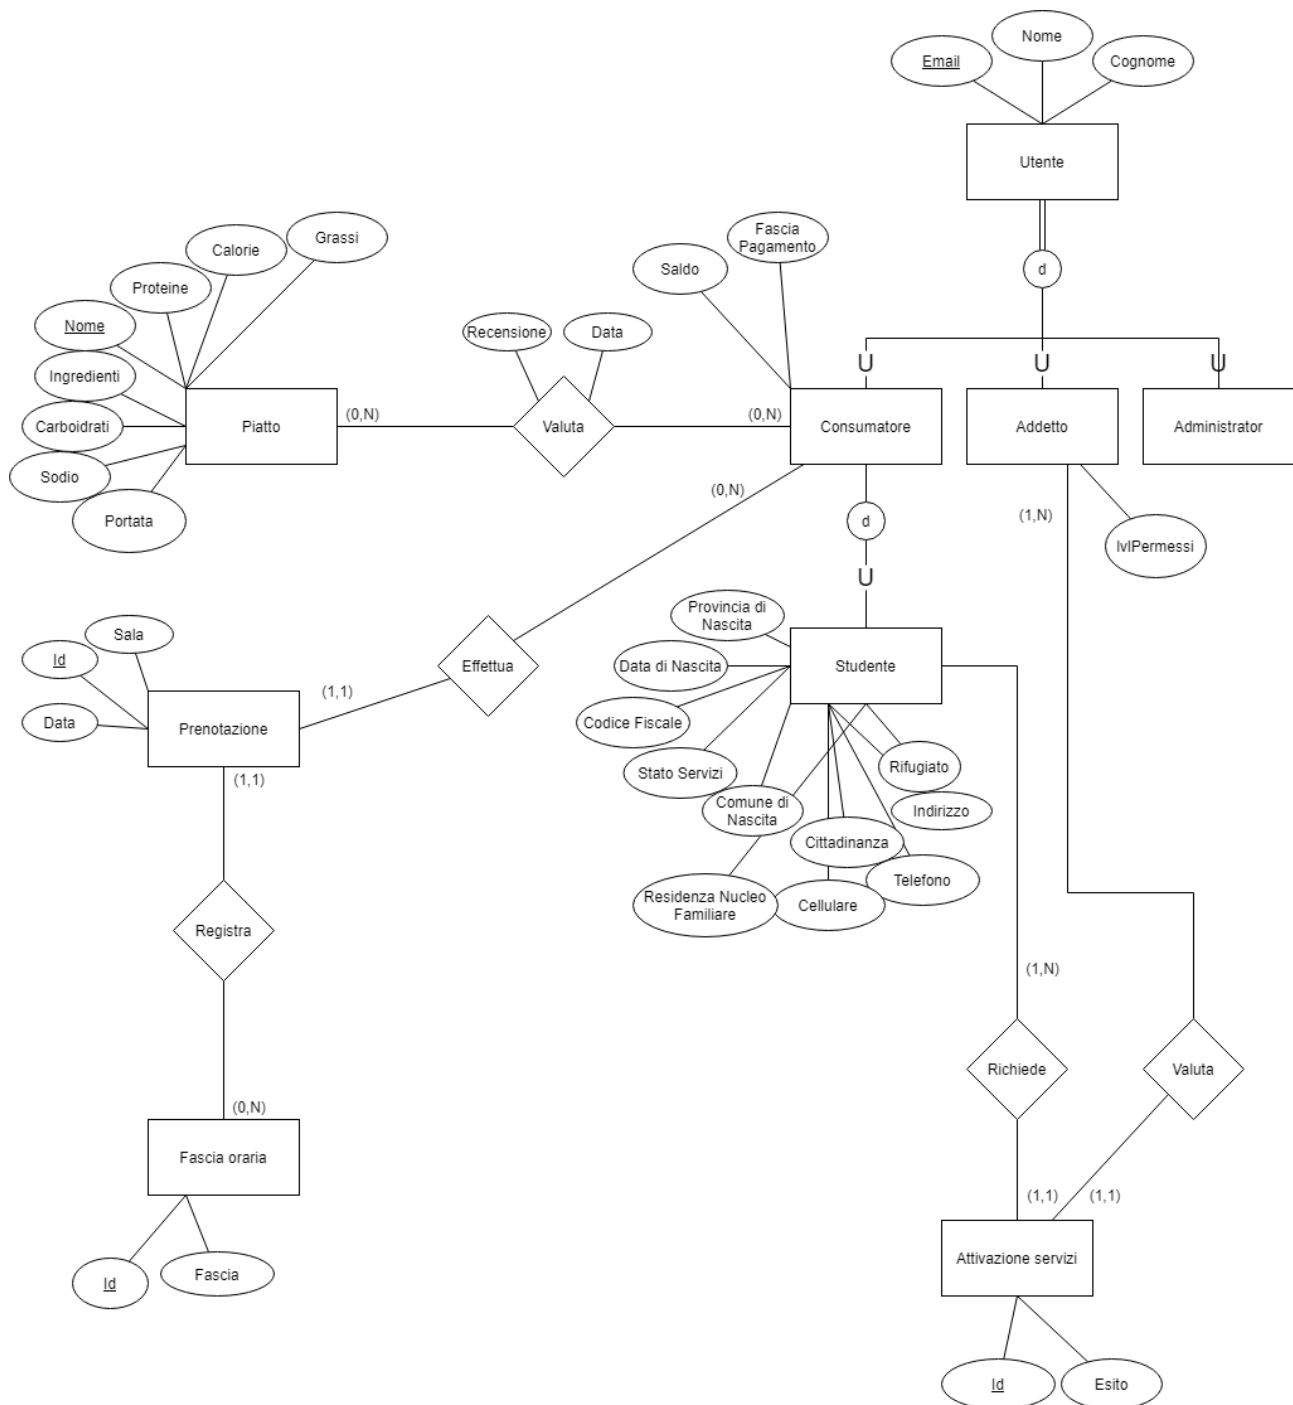 Nome
Email
Cognome
Utente
d
Grassi
Calorie
Proteine
Nome
Ingredienti
Carboidrati
Sodio
Portata
Piatto
(0,N)
Recensione
Data
Valuta
(0,N)
Saldo
Fascia
Pagamento
Consumatore
U
U
U
Addetto
Administrator
(1,N)
lvlPermessi
(0,N)
d
U
Effettua
(1,1)
Sala
Id
Data
Prenotazione
(1,1)
Registra
(0,N)
Fascia oraria
Id
Fascia
Provincia di
Nascita
Data di Nascita
Codice Fiscale
Stato Servizi
Comune di
Nascita
Residenza Nucleo
Familiare
Studente
Rifugiato
Indirizzo
Cittadinanza
Telefono
Cellulare
(1,N)
Richiede
Valuta
(1,1)
(1,1)
Attivazione servizi
Id
Esito